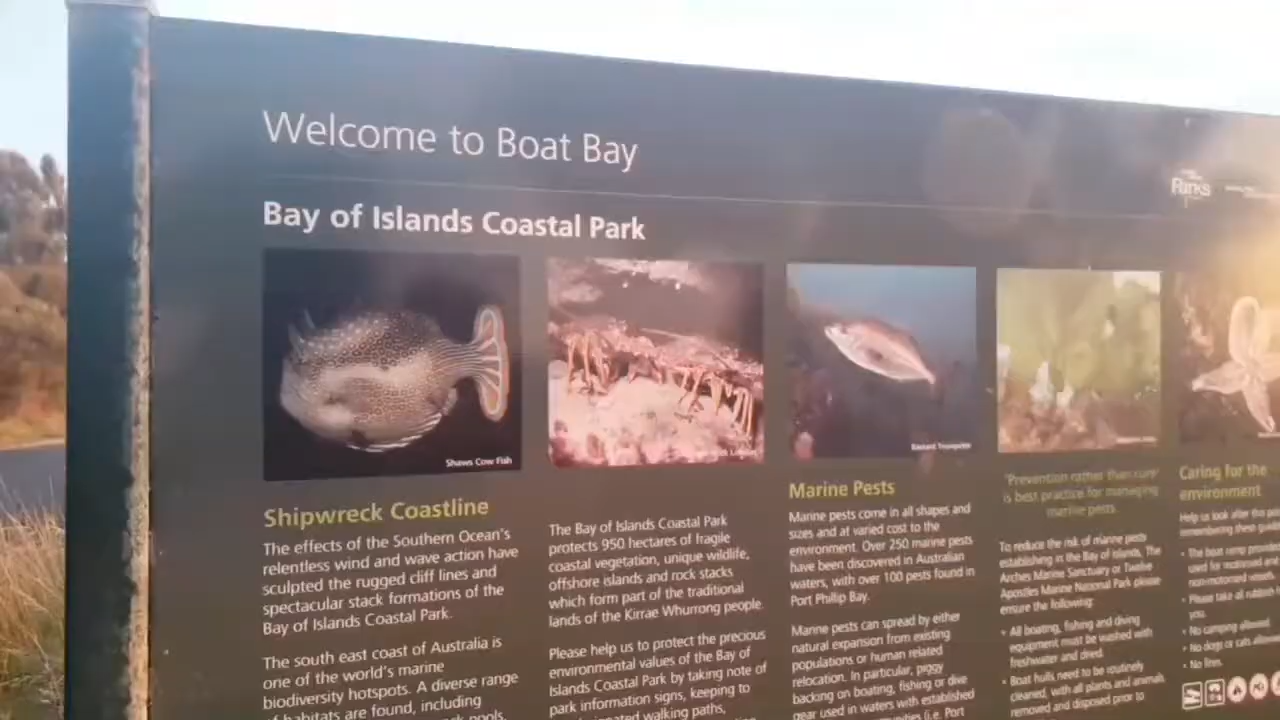 Welcome to Boat Bay
Parks
Bay of Islands Coastal Park
Shaws Cow Fish
Bastard Trumpeter
Shipwreck Coastline
The effects of the Southern Ocean's
relentless wind and wave action have
sculpted the rugged cliff lines and
spectacular stack formations of the
Bay of Islands Coastal Park.
The south east coast of Australia is
one of the world's marine
biodiversity hotspots. A diverse range
of habitats are found, including
pools,
The Bay of Islands Coastal Park
protects 950 hectares of fragile
coastal vegetation, unique wildlife,
offshore islands and rock stacks
which form part of the traditional
lands of the Kirrae Whurrong people.
Please help us to protect the precious
environmental values of the Bay of
Islands Coastal Park by taking note of
park information signs, keeping to
designated walking paths,
Marine Pests
Marine pests come in all shapes and
sizes and at varied cost to the
environment. Over 250 marine pests
have been discovered in Australian
waters, with over 100 pests found in
Port Phillip Bay.
Marine pests can spread by either
natural expansion from existing
populations or human related
relocation. In particular, piggy
backing on boating, fishing or dive
gear used in waters with established
(i.e. Port
'Prevention rather than cure'
is best practice for managing
marine pests.
To reduce the risk of marine pests
establishing in the Bay of Islands, The
Arches Marine Sanctuary or Twelve
Apostles Marine National Park please
ensure the following:
• All boating, fishing and diving
equipment must be washed with
freshwater and dried.
• Boat hulls need to be routinely
cleaned, with all plants and animals
removed and disposed prior to
Caring for the
environment
Help us look after this
remembering these
• The boat ramp
used for motorised and
non-motorised vessels.
• Please take all rubbish
you.
• No camping allowed.
• No dogs or cats allowed
• No fires.